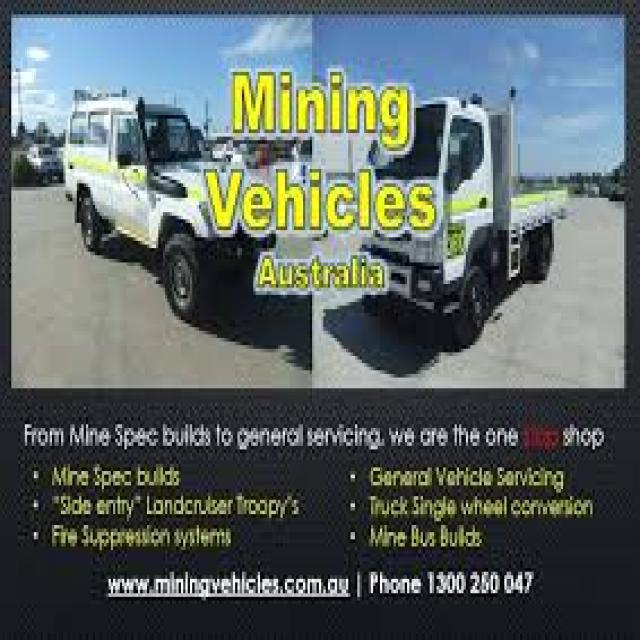 Mining
Vehicles
Australia
From Mine Spec builds to general servicing, we are the one stop shop
• Mine Spec builds
• "Side entry" Landcruiser Troopy's
• Fire Suppression systems
• General Vehicle Servicing
• Truck Single wheel conversion
• Mine Bus Builds
www.miningvehicles.com.au | Phone 1300 250 047